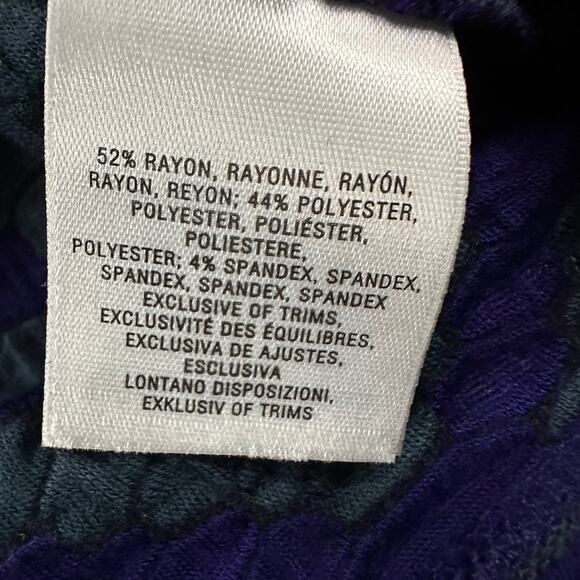 52% RAYON, RAYONNE, RAYÓN,
RAYON, REYON; 44% POLYESTER,
POLYESTER, POLIÉSTER,
POLIESTERE,
POLYESTER; 4% SPANDEX, SPANDEX,
SPANDEX, SPANDEX, SPANDEX
EXCLUSIVE OF TRIMS,
EXCLUSIVITÉ DES ÉQUILIBRES,
EXCLUSIVA DE AJUSTES,
ESCLUSIVA
LONTANO DISPOSIZIONI,
EXKLUSIV OF TRIMS